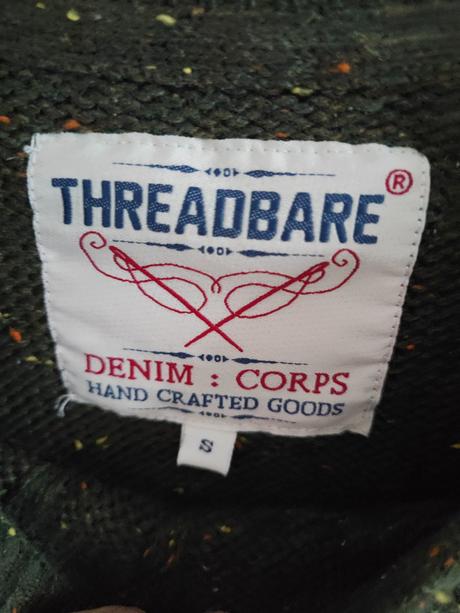 THREADBARE®
DENIM : CORPS
HAND CRAFTED GOODS
S